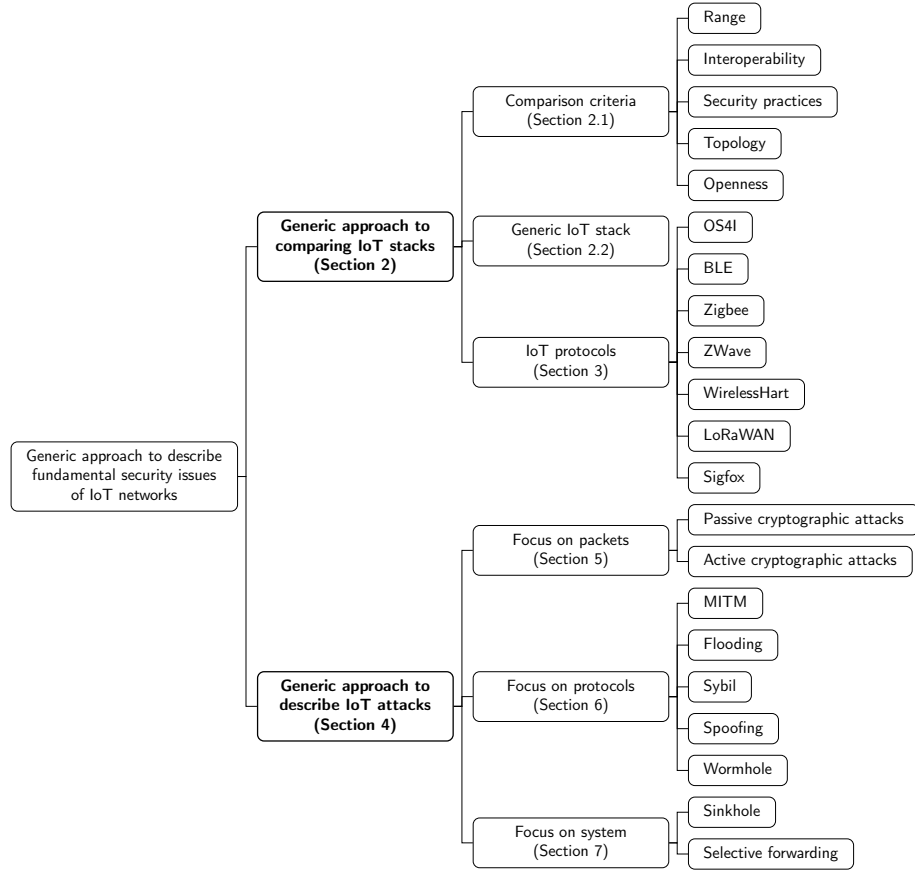 Generic approach to describe
fundamental security issues
of IoT networks
Generic approach to
comparing IoT stacks
(Section 2)
Comparison criteria
(Section 2.1)
Range
Interoperability
Security practices
Topology
Openness
Generic IoT stack
(Section 2.2)
IoT protocols
(Section 3)
OS4I
BLE
Zigbee
ZWave
WirelessHart
LoRaWAN
Sigfox
Generic approach to
describe IoT attacks
(Section 4)
Focus on packets
(Section 5)
Passive cryptographic attacks
Active cryptographic attacks
Focus on protocols
(Section 6)
MITM
Flooding
Sybil
Spoofing
Wormhole
Focus on system
(Section 7)
Sinkhole
Selective forwarding